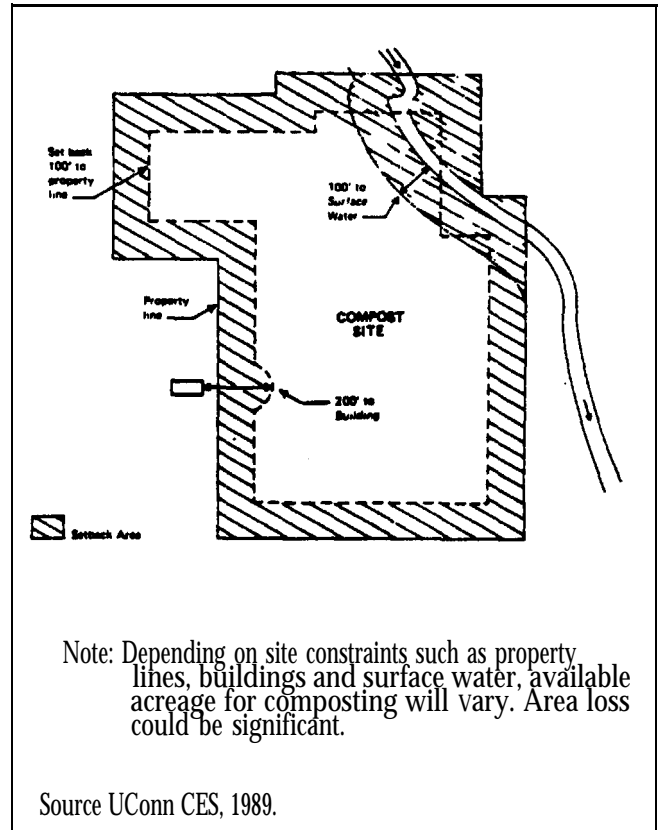 Set back
100' to
property
line
100' to
Surface
Water
Property
line
COMPOST
SITE
200' to
Building
Setback Area
Note: Depending on site constraints such as property
lines, buildings and surface water, available
acreage for composting will vary. Area loss
could be significant.
Source UConn CES, 1989.